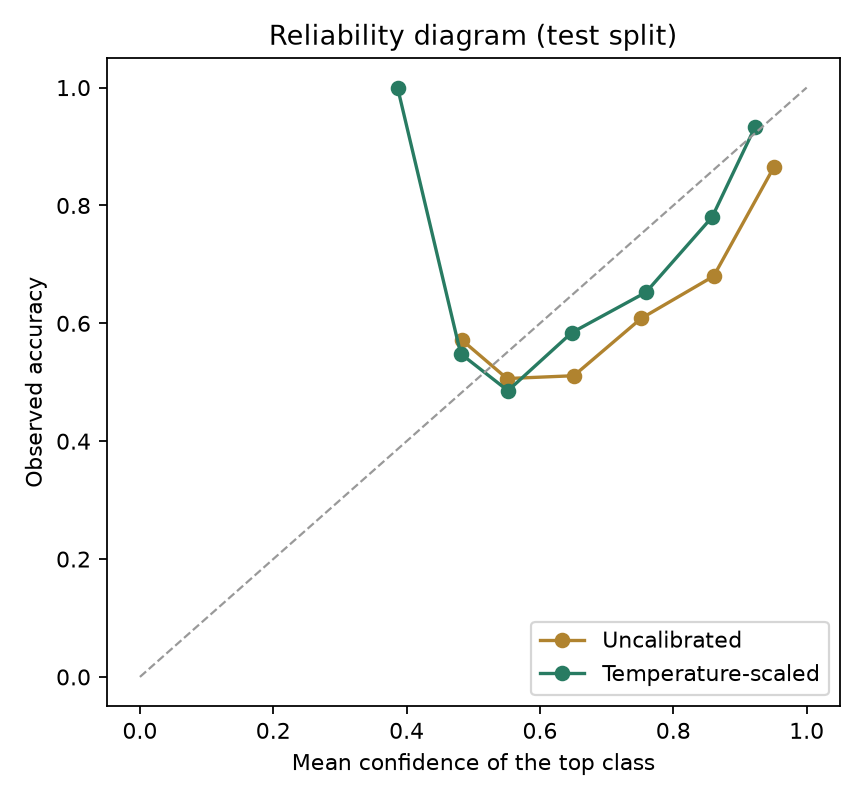 Reliability diagram (test split)
1.0
0.8
0.6
0.4
0.2
0.0
Observed accuracy
Uncalibrated
Temperature-scaled
0.0 0.2 0.4 0.6 0.8 1.0
Mean confidence of the top class